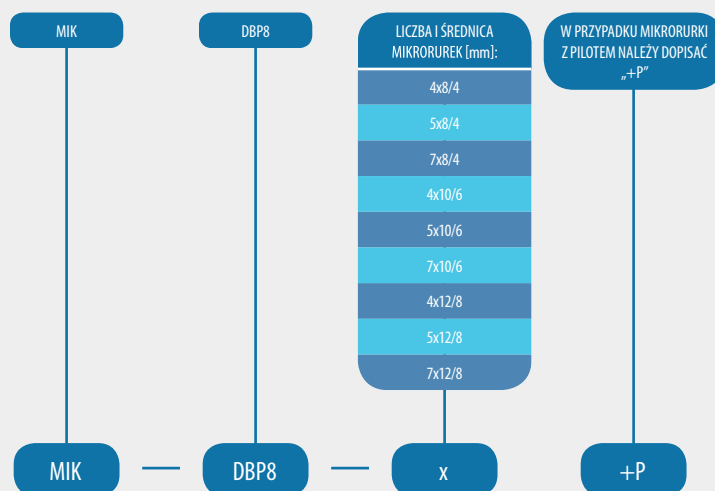 MIK
DBP8
LICZBA I ŚREDNICA
MIKRORUREK [mm]:
W PRZYPADKU MIKRORURKI
Z PILOTEM NALEŻY DOPISAĆ
„+P”
4x8/4
5x8/4
7x8/4
4x10/6
5x10/6
7x10/6
4x12/8
5x12/8
7x12/8
MIK — DBP8 — x +P